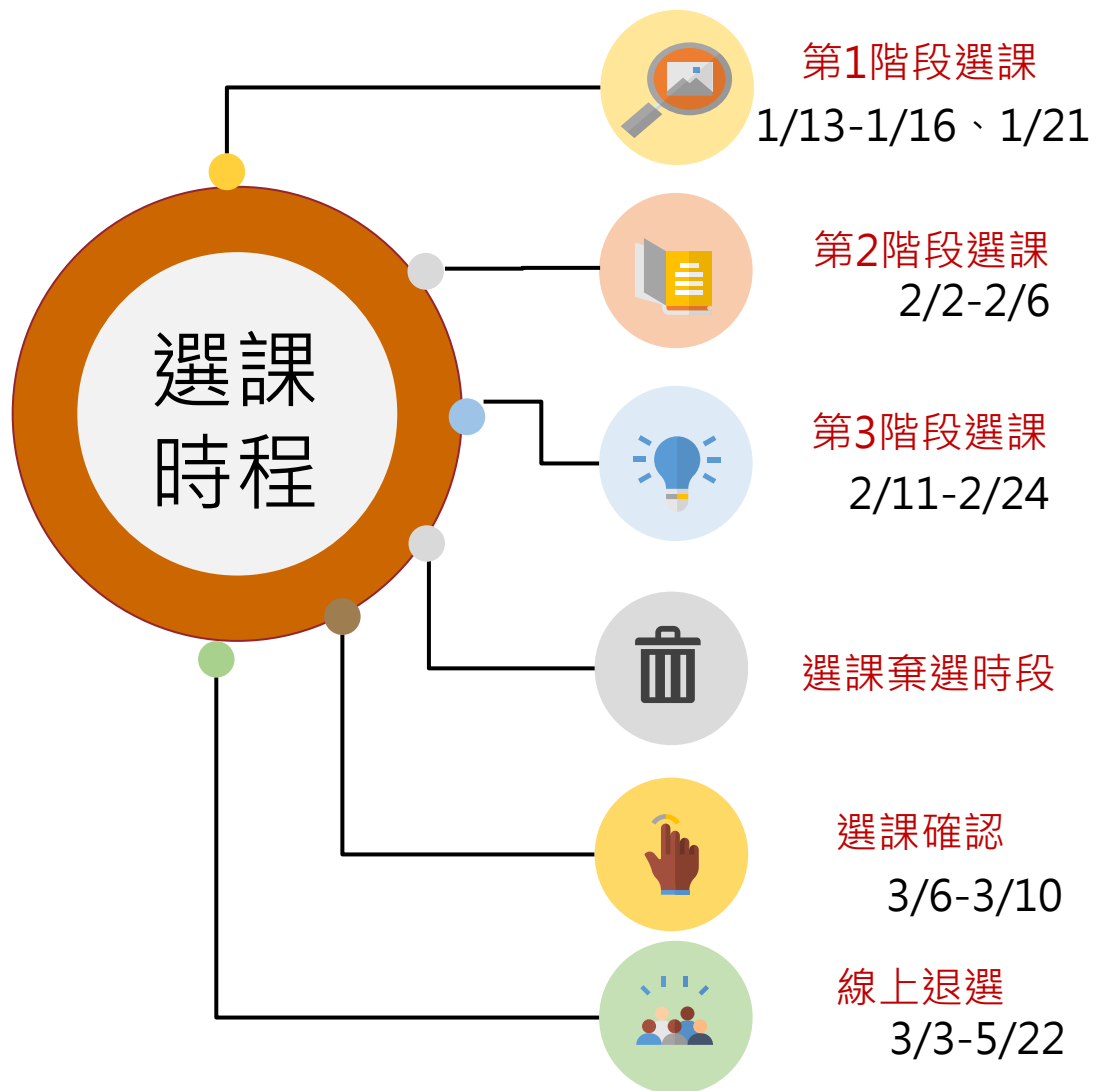 選課
時程
第1階段選課
1/13-1/16、1/21
第2階段選課
2/2-2/6
第3階段選課
2/11-2/24
選課棄選時段
選課確認
3/6-3/10
線上退選
3/3-5/22